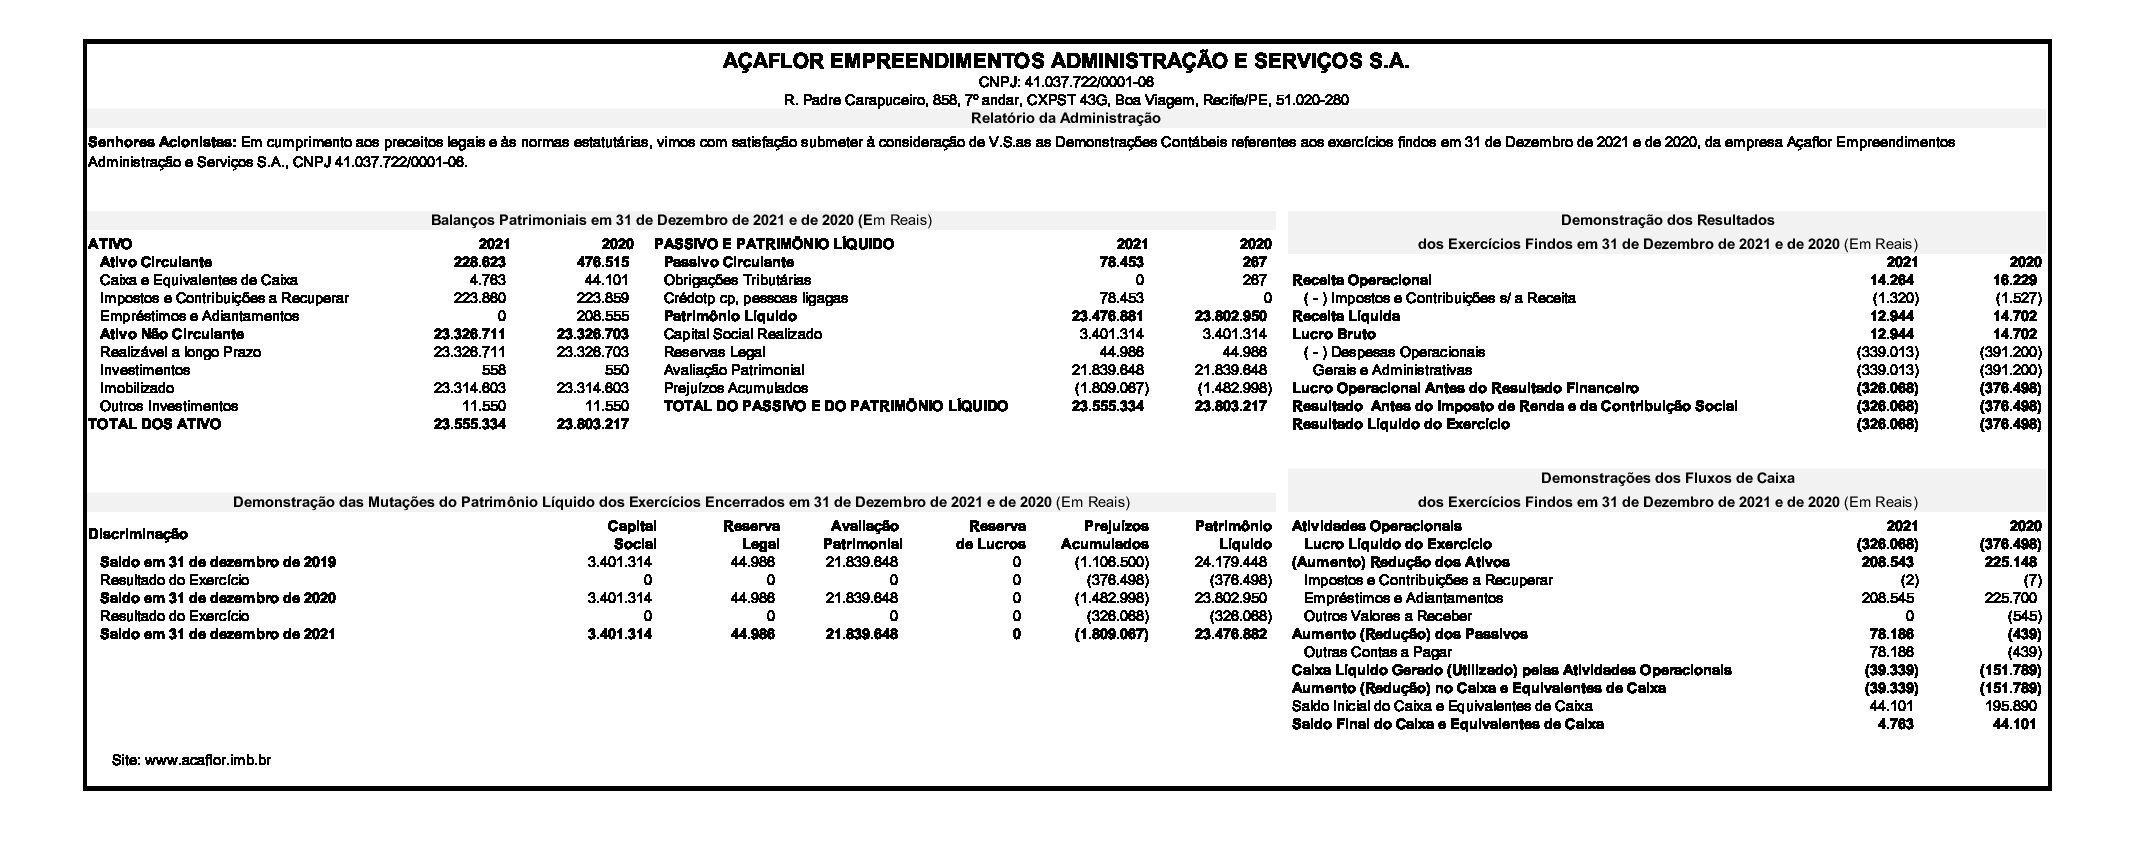 AÇAFLOR EMPREENDIMENTOS ADMINISTRAÇÃO E SERVIÇOS S.A.
CNPJ: 41.037.722/0001-06
R. Padre Carapuceiro, 858, 7º andar, CXPST 43G, Boa Viagem, Recife/PE, 51.020-280
Relatório da Administração
Senhores Acionistas: Em cumprimento aos preceitos legais e às normas estatutárias, vimos com satisfação submeter à consideração de V.S.as as Demonstrações Contábeis referentes aos exercícios findos em 31 de Dezembro de 2021 e de 2020, da empresa Açaflor Empreendimentos
Administração e Serviços S.A., CNPJ 41.037.722/0001-06.
Balanços Patrimoniais em 31 de Dezembro de 2021 e de 2020 (Em Reais)
ATIVO 2021 2020 PASSIVO E PATRIMÔNIO LÍQUIDO 2021 2020
Ativo Circulante 228.623 476.515 Passivo Circulante 78.453 267
Caixa e Equivalentes de Caixa 4.763 44.101 Obrigações Tributárias 0 267
Impostos e Contribuições a Recuperar 223.860 223.859 Crédotp cp, pessoas ligagas 78.453 0
Empréstimos e Adiantamentos 0 208.555 Patrimônio Líquido 23.476.881 23.802.950
Ativo Não Circulante 23.326.711 23.326.703 Capital Social Realizado 3.401.314 3.401.314
Realizável a longo Prazo 23.326.711 23.326.703 Reservas Legal 44.986 44.986
Investimentos 558 550 Avaliação Patrimonial 21.839.648 21.839.648
Imobilizado 23.314.603 23.314.603 Prejuízos Acumulados (1.809.067) (1.482.998)
Outros Investimentos 11.550 11.550 TOTAL DO PASSIVO E DO PATRIMÔNIO LÍQUIDO 23.555.334 23.803.217
TOTAL DOS ATIVO 23.555.334 23.803.217
Demonstração dos Resultados
dos Exercícios Findos em 31 de Dezembro de 2021 e de 2020 (Em Reais)
2021 2020
Receita Operacional 14.264 16.229
( - ) Impostos e Contribuições s/ a Receita (1.320) (1.527)
Receita Líquida 12.944 14.702
Lucro Bruto 12.944 14.702
( - ) Despesas Operacionais (339.013) (391.200)
Gerais e Administrativas (339.013) (391.200)
Lucro Operacional Antes do Resultado Financeiro (326.068) (376.498)
Resultado Antes do Imposto de Renda e da Contribuição Social (326.068) (376.498)
Resultado Líquido do Exercício (326.068) (376.498)
Demonstração das Mutações do Patrimônio Líquido dos Exercícios Encerrados em 31 de Dezembro de 2021 e de 2020 (Em Reais)
Discriminação Capital Social Reserva Legal Avaliação Patrimonial Reserva de Lucros Prejuízos Acumulados Patrimônio Líquido
Saldo em 31 de dezembro de 2019 3.401.314 44.986 21.839.648 0 (1.106.500) 24.179.448
Resultado do Exercício 0 0 0 0 (376.498) (376.498)
Saldo em 31 de dezembro de 2020 3.401.314 44.986 21.839.648 0 (1.482.998) 23.802.950
Resultado do Exercício 0 0 0 0 (326.068) (326.068)
Saldo em 31 de dezembro de 2021 3.401.314 44.986 21.839.648 0 (1.809.067) 23.476.882
Demonstrações dos Fluxos de Caixa
dos Exercícios Findos em 31 de Dezembro de 2021 e de 2020 (Em Reais)
Atividades Operacionais 2021 2020
Lucro Líquido do Exercício (326.068) (376.498)
(Aumento) Redução dos Ativos 208.543 225.148
Impostos e Contribuições a Recuperar (2) (7)
Empréstimos e Adiantamentos 208.545 225.700
Outros Valores a Receber 0 (545)
Aumento (Redução) dos Passivos 78.186 (439)
Outras Contas a Pagar 78.186 (439)
Caixa Líquido Gerado (Utilizado) pelas Atividades Operacionais (39.339) (151.789)
Aumento (Redução) no Caixa e Equivalentes de Caixa (39.339) (151.789)
Saldo Inicial do Caixa e Equivalentes de Caixa 44.101 195.890
Saldo Final do Caixa e Equivalentes de Caixa 4.763 44.101
Site: www.acaflor.imb.br